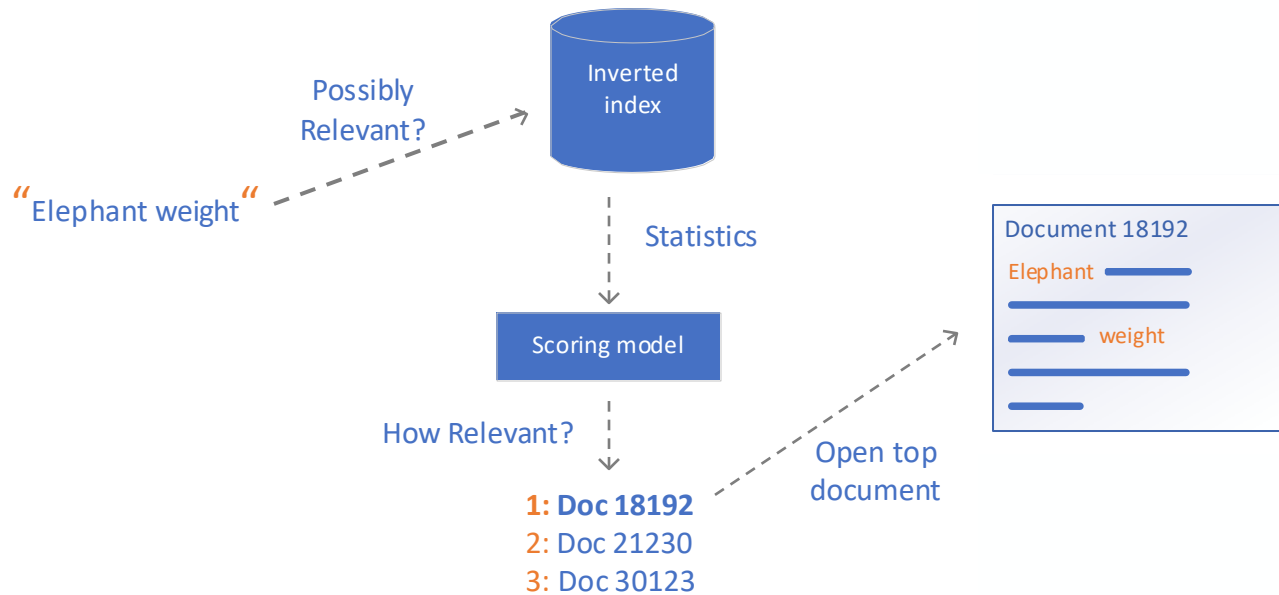 Inverted
index
Possibly
Relevant?
“Elephant weight“
Statistics
Scoring model
How Relevant?
1: Doc 18192
2: Doc 21230
3: Doc 30123
Open top
document
Document 18192
Elephant
weight